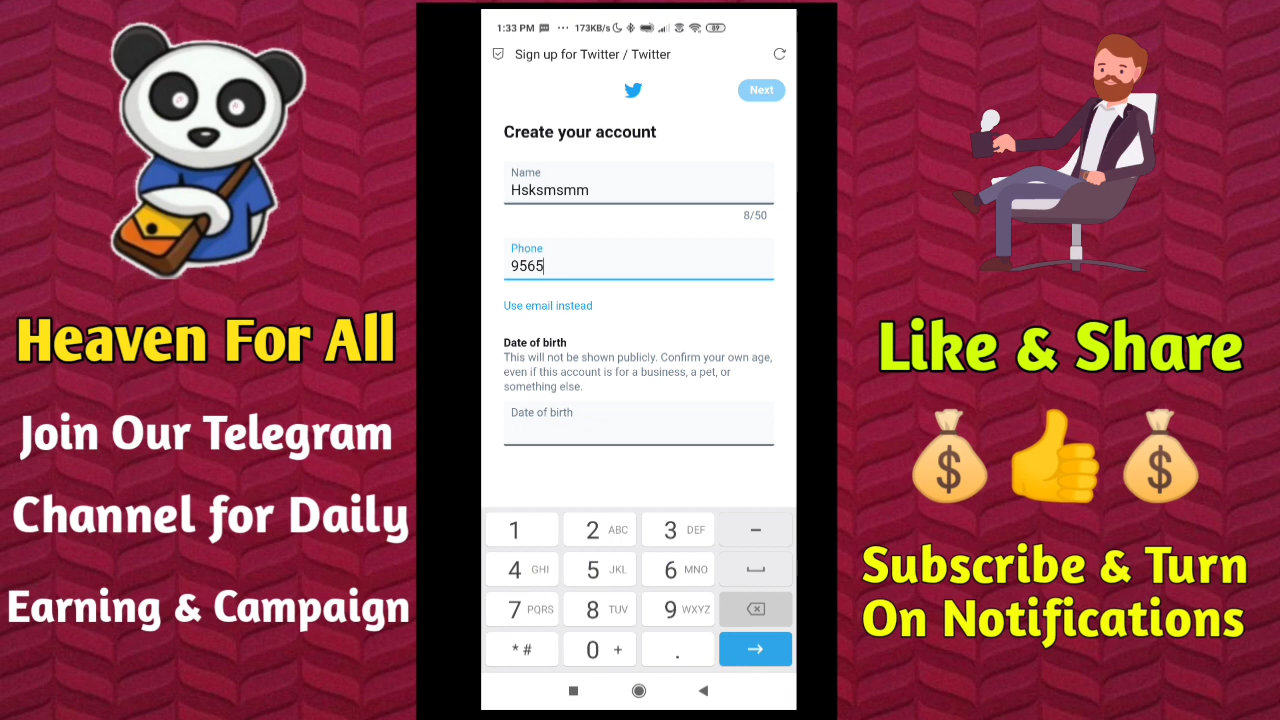 Heaven For All
Join Our Telegram
Channel for Daily
Earning & Campaign
1:33 PM ... 173KB/s 89
Sign up for Twitter / Twitter
Next
Create your account
Name
Hsksmsmm
8/50
Phone
9565
Use email instead
Date of birth
This will not be shown publicly. Confirm your own age,
even if this account is for a business, a pet, or
something else.
Date of birth
1 2 ABC 3 DEF −
4 GHI 5 JKL 6 MNO
7 PQRS 8 TUV 9 WXYZ
* # 0 + .
Like & Share
$ $
Subscribe & Turn
On Notifications